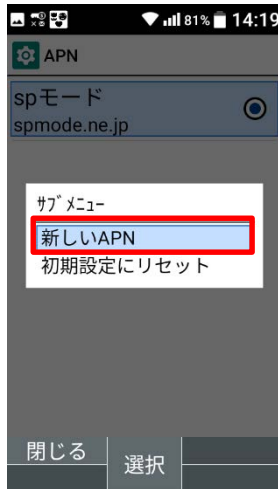 81% 14:19
APN
spモード
spmode.ne.jp
ｻﾌﾞﾒﾆｭｰ
新しいAPN
初期設定にリセット
閉じる
選択